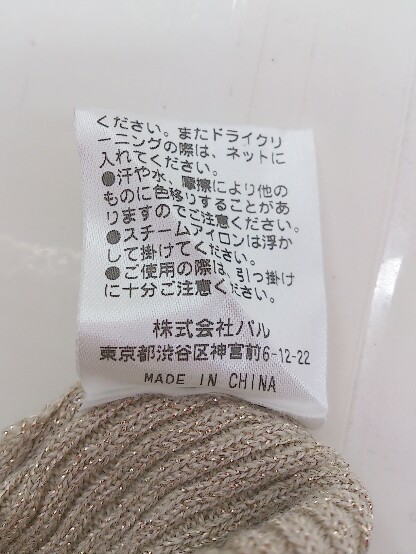 ください。またドライクリ
ーニングの際は、ネットに
入れてください。
●汗や水、摩擦により他の
ものに色移りすることがあ
りますのでご注意ください。
●スチームアイロンは浮か
して掛けてください。
●ご使用の際は、引っ掛け
に十分ご注意ください。
株式会社パル
東京都渋谷区神宮前6-12-22
MADE IN CHINA